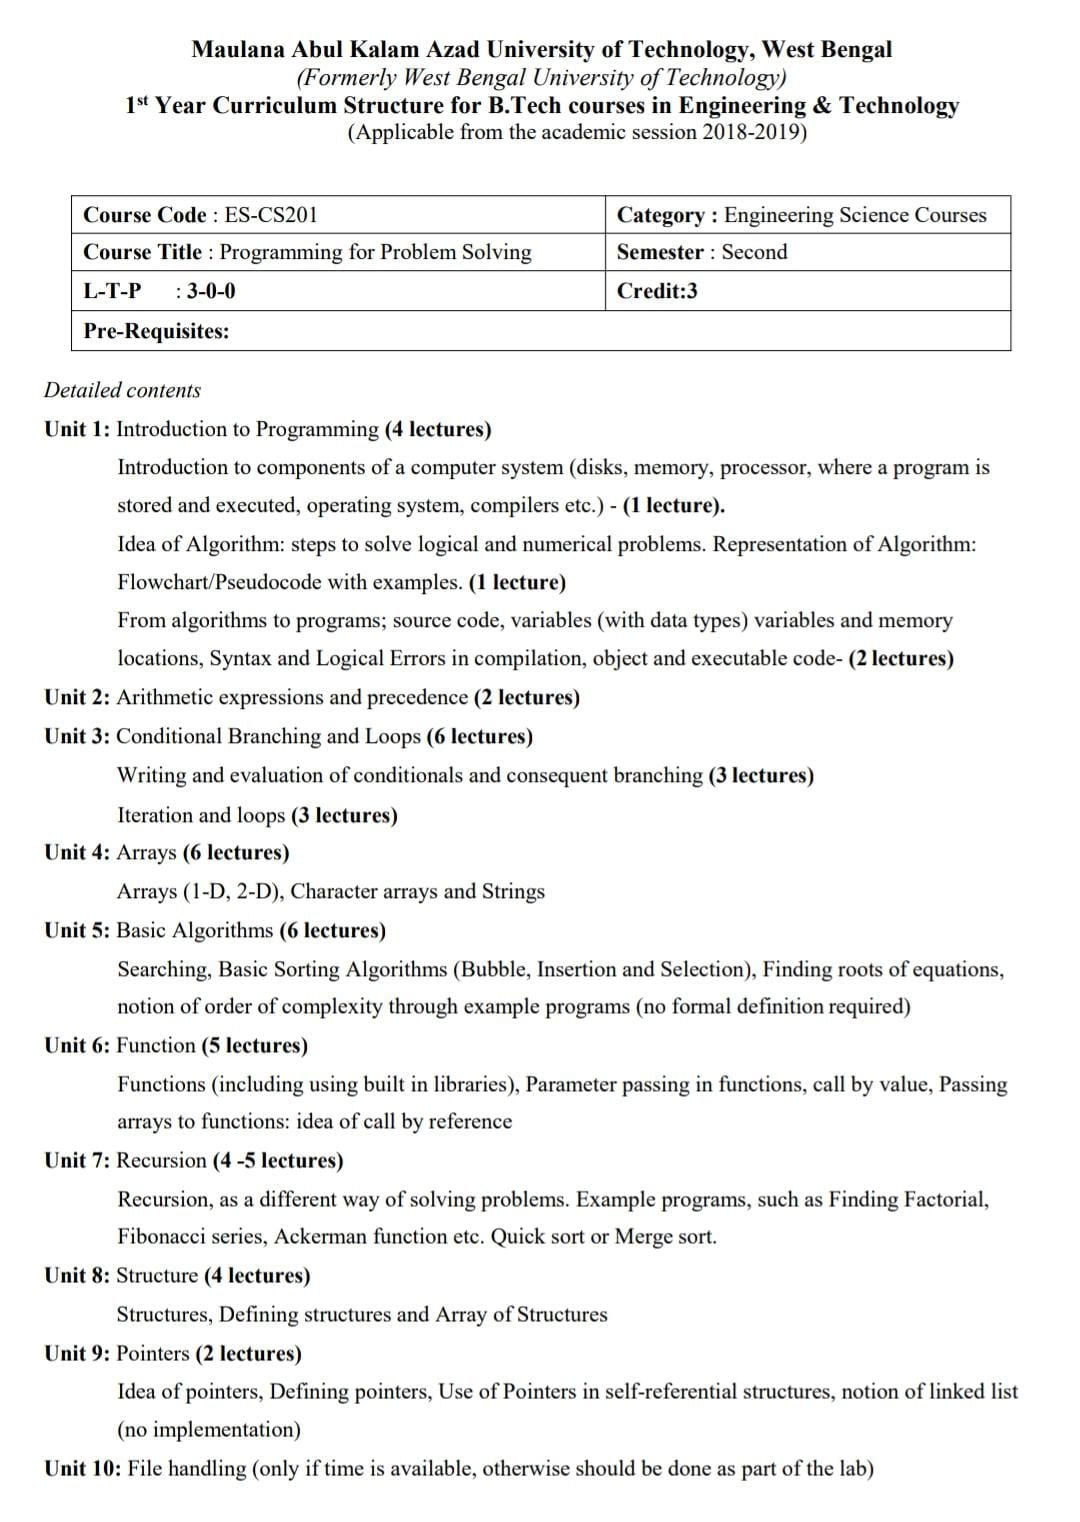 Maulana Abul Kalam Azad University of Technology, West Bengal
(Formerly West Bengal University of Technology)
1st Year Curriculum Structure for B.Tech courses in Engineering & Technology
(Applicable from the academic session 2018-2019)
Course Code : ES-CS201 Category : Engineering Science Courses
Course Title : Programming for Problem Solving Semester : Second
L-T-P : 3-0-0 Credit:3
Pre-Requisites:
Detailed contents
Unit 1: Introduction to Programming (4 lectures)
Introduction to components of a computer system (disks, memory, processor, where a program is
stored and executed, operating system, compilers etc.) - (1 lecture).
Idea of Algorithm: steps to solve logical and numerical problems. Representation of Algorithm:
Flowchart/Pseudocode with examples. (1 lecture)
From algorithms to programs; source code, variables (with data types) variables and memory
locations, Syntax and Logical Errors in compilation, object and executable code- (2 lectures)
Unit 2: Arithmetic expressions and precedence (2 lectures)
Unit 3: Conditional Branching and Loops (6 lectures)
Writing and evaluation of conditionals and consequent branching (3 lectures)
Iteration and loops (3 lectures)
Unit 4: Arrays (6 lectures)
Arrays (1-D, 2-D), Character arrays and Strings
Unit 5: Basic Algorithms (6 lectures)
Searching, Basic Sorting Algorithms (Bubble, Insertion and Selection), Finding roots of equations,
notion of order of complexity through example programs (no formal definition required)
Unit 6: Function (5 lectures)
Functions (including using built in libraries), Parameter passing in functions, call by value, Passing
arrays to functions: idea of call by reference
Unit 7: Recursion (4 -5 lectures)
Recursion, as a different way of solving problems. Example programs, such as Finding Factorial,
Fibonacci series, Ackerman function etc. Quick sort or Merge sort.
Unit 8: Structure (4 lectures)
Structures, Defining structures and Array of Structures
Unit 9: Pointers (2 lectures)
Idea of pointers, Defining pointers, Use of Pointers in self-referential structures, notion of linked list
(no implementation)
Unit 10: File handling (only if time is available, otherwise should be done as part of the lab)